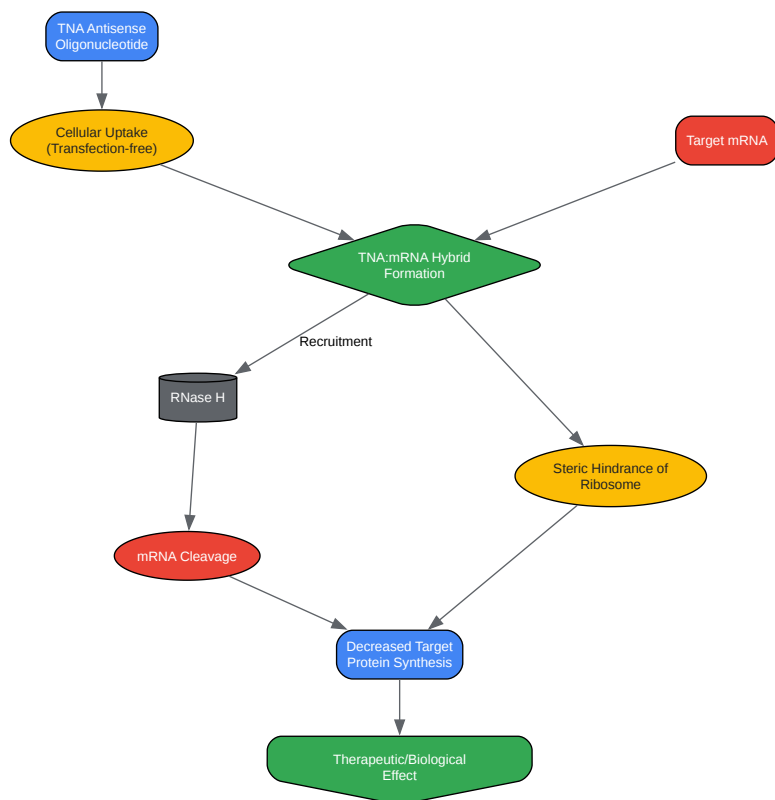 TNA Antisense
Oligonucleotide
Cellular Uptake
(Transfection-free)
Target mRNA
TNA:mRNA Hybrid
Formation
Recruitment
RNase H
Steric Hindrance of
Ribosome
mRNA Cleavage
Decreased Target
Protein Synthesis
Therapeutic/Biological
Effect